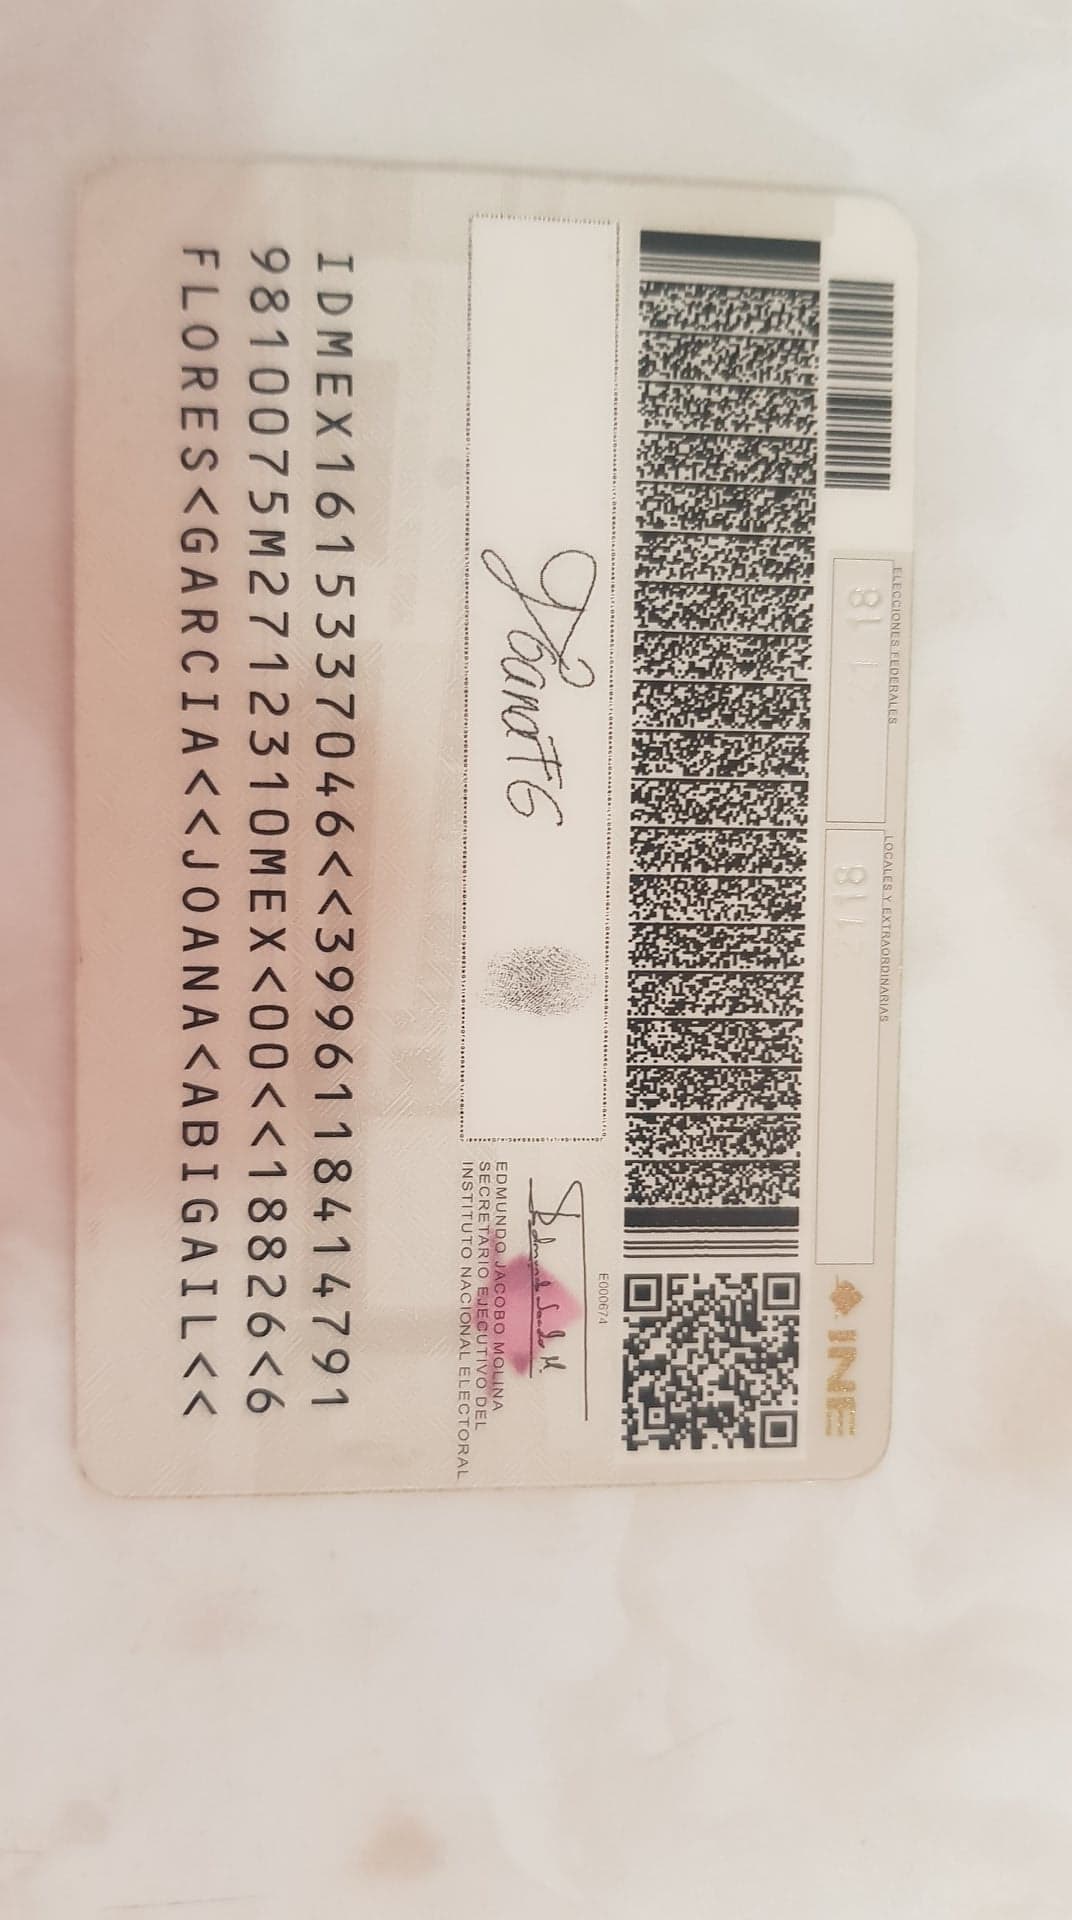 ELECCIONES FEDERALES
LOCALES Y EXTRAORDINARIAS
INE
18
18
E000674
JoanaFG
EDMUNDO JACOBO MOLINA
SECRETARIO EJECUTIVO DEL
INSTITUTO NACIONAL ELECTORAL
IDMEX1615337046<<3996118414791
9810075M2712310MEX<00<<18826<6
FLORES<GARCIA<<JOANA<ABIGAIL<<